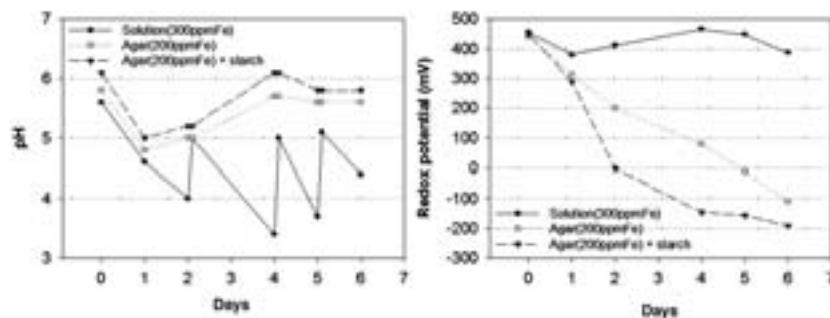 7
6
5
4
3
pH
Solution(300ppmFe)
Agar(200ppmFe)
Agar(200ppmFe) + starch
0 1 2 3 4 5 6 7
Days
500
400
300
200
100
0
-100
-200
-300
Redox potential (mV)
Solution(300ppmFe)
Agar(200ppmFe)
Agar(200ppmFe) + starch
0 1 2 3 4 5 6 7
Days